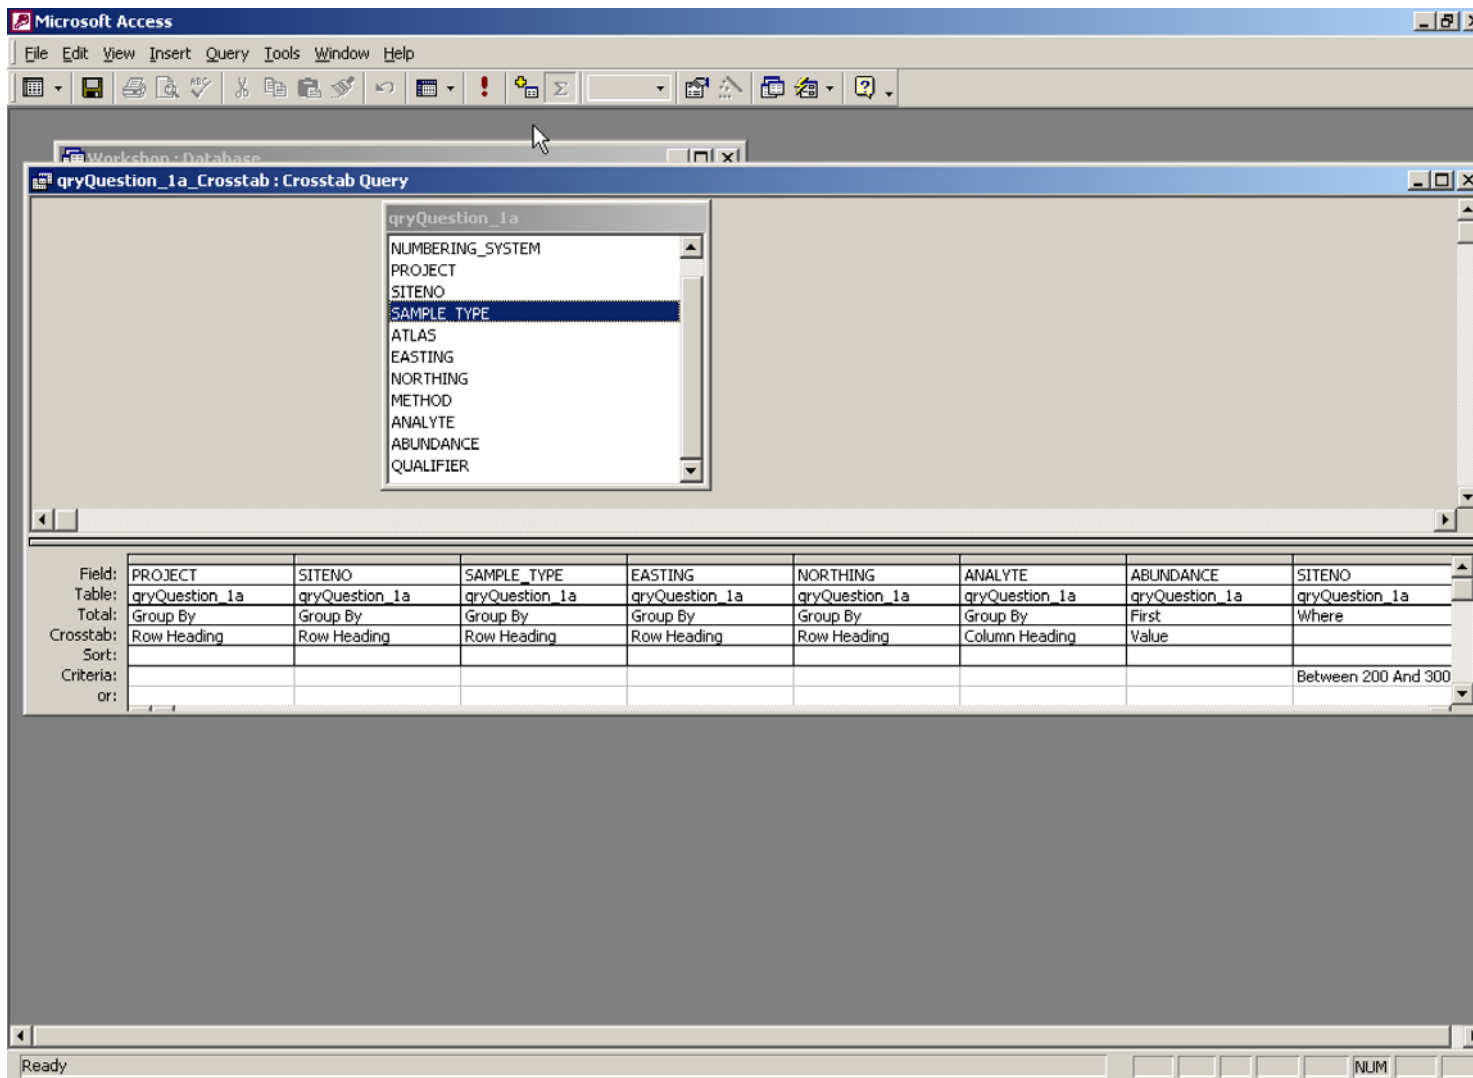 Microsoft Access
File Edit View Insert Query Tools Window Help
Workshop : Database
qryQuestion_1a_Crosstab : Crosstab Query
qryQuestion_1a
NUMBERING_SYSTEM
PROJECT
SITENO
SAMPLE_TYPE
ATLAS
EASTING
NORTHING
METHOD
ANALYTE
ABUNDANCE
QUALIFIER
Field: PROJECT SITENO SAMPLE_TYPE EASTING NORTHING ANALYTE ABUNDANCE SITENO
Table: qryQuestion_1a qryQuestion_1a qryQuestion_1a qryQuestion_1a qryQuestion_1a qryQuestion_1a qryQuestion_1a qryQuestion_1a
Total: Group By Group By Group By Group By Group By Group By First Where
Crosstab: Row Heading Row Heading Row Heading Row Heading Row Heading Column Heading Value
Sort:
Criteria: Between 200 And 300
or:
Ready NUM